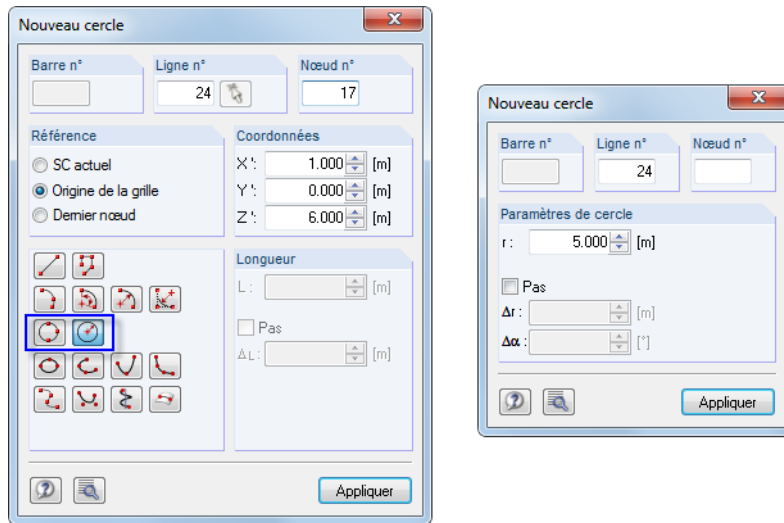 Nouveau cercle
Barre n° Ligne n° Nœud n°
24 17
Référence
SC actuel
Origine de la grille
Dernier nœud
Coordonnées
X ': 1.000 [m]
Y ': 0.000 [m]
Z ': 6.000 [m]
Longueur
L : [m]
Pas
ΔL : [m]
Appliquer
Nouveau cercle
Barre n° Ligne n° Nœud n°
24
Paramètres de cercle
r : 5.000 [m]
Pas
Δr : [m]
Δα : [°]
Appliquer